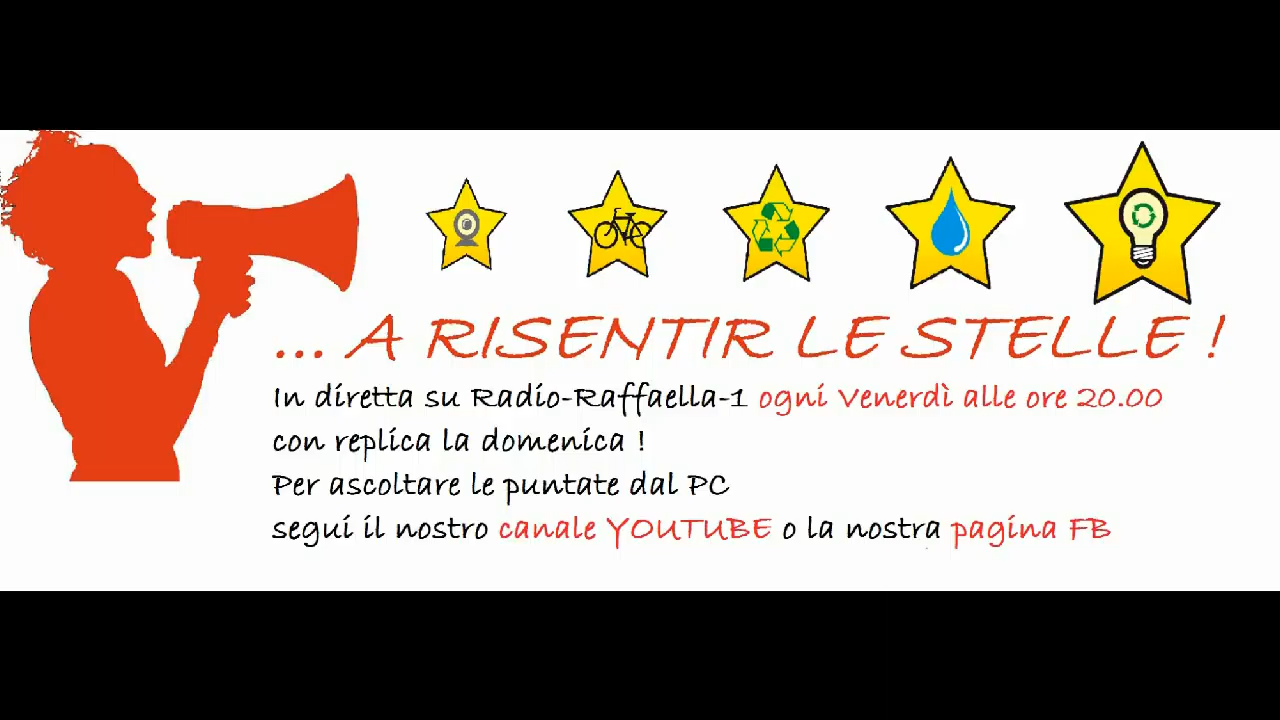 ... A RISENTIR LE STELLE !
In diretta su Radio-Raffaella-1 ogni Venerdì alle ore 20.00
con replica la domenica !
Per ascoltare le puntate dal PC
segui il nostro canale YOUTUBE o la nostra pagina FB